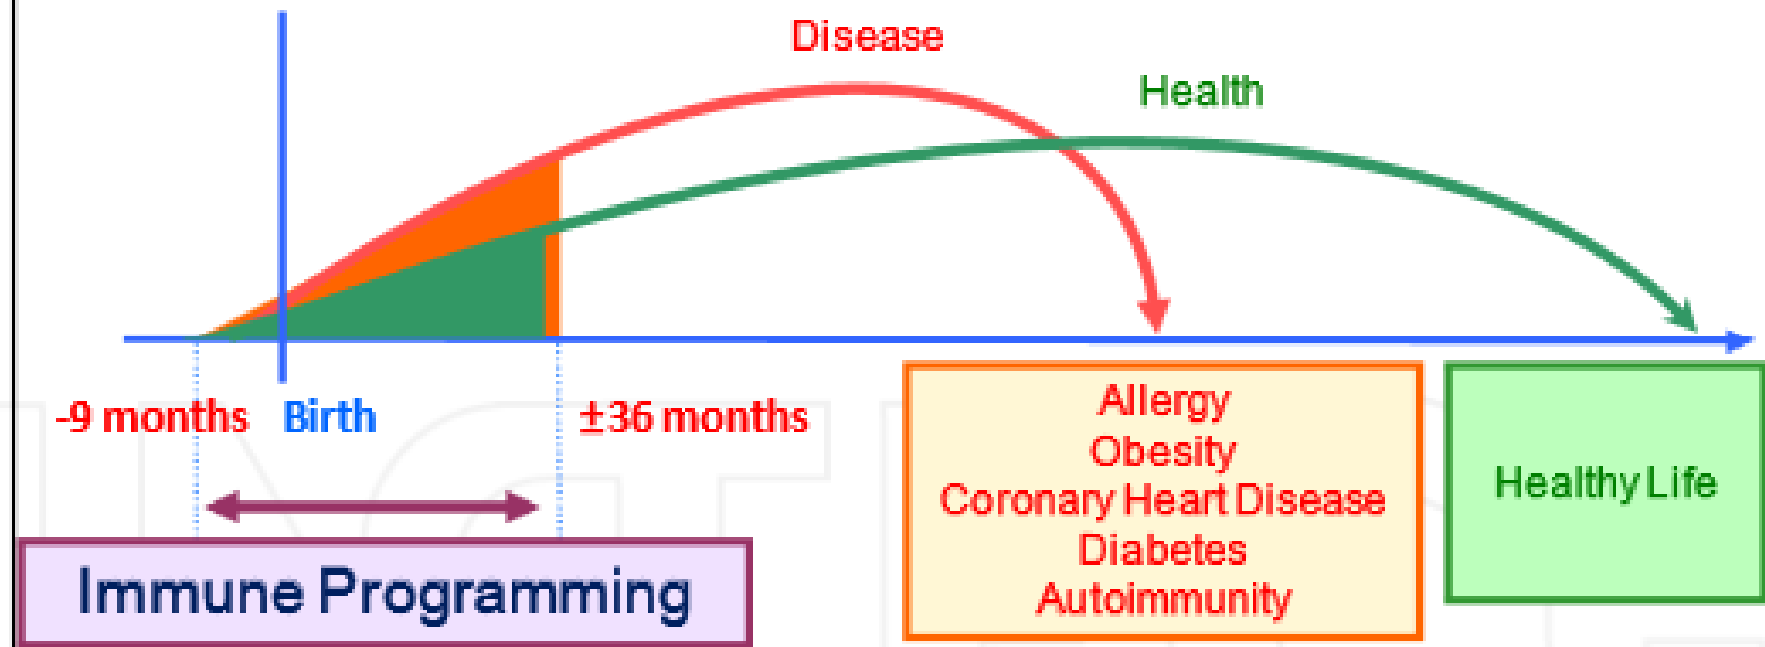 Disease
Health
-9 months
Birth
±36 months
Immune Programming
Allergy
Obesity
Coronary Heart Disease
Diabetes
Autoimmunity
Healthy Life